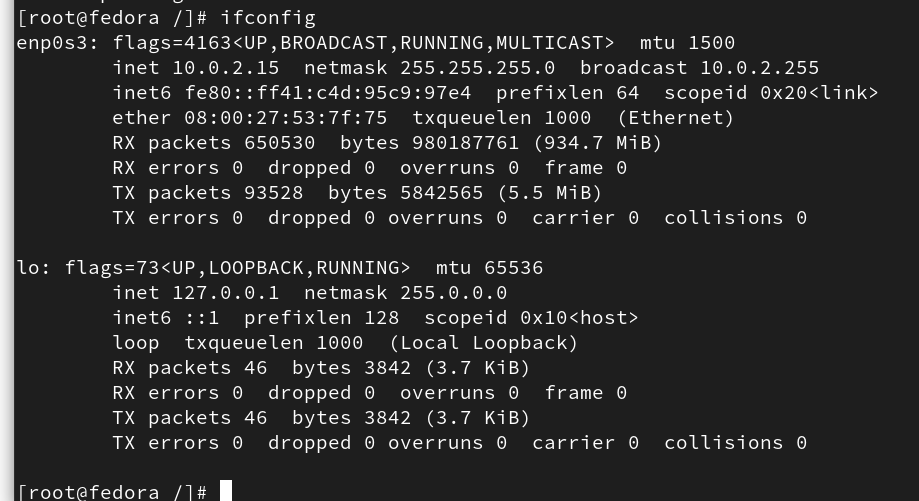 [root@fedora /]# ifconfig
enp0s3: flags=4163<UP,BROADCAST,RUNNING,MULTICAST>  mtu 1500
        inet 10.0.2.15  netmask 255.255.255.0  broadcast 10.0.2.255
        inet6 fe80::ff41:c4d:95c9:97e4  prefixlen 64  scopeid 0x20<link>
        ether 08:00:27:53:7f:75  txqueuelen 1000  (Ethernet)
        RX packets 650530  bytes 980187761 (934.7 MiB)
        RX errors 0  dropped 0  overruns 0  frame 0
        TX packets 93528  bytes 5842565 (5.5 MiB)
        TX errors 0  dropped 0 overruns 0  carrier 0  collisions 0

lo: flags=73<UP,LOOPBACK,RUNNING>  mtu 65536
        inet 127.0.0.1  netmask 255.0.0.0
        inet6 ::1  prefixlen 128  scopeid 0x10<host>
        loop  txqueuelen 1000  (Local Loopback)
        RX packets 46  bytes 3842 (3.7 KiB)
        RX errors 0  dropped 0  overruns 0  frame 0
        TX packets 46  bytes 3842 (3.7 KiB)
        TX errors 0  dropped 0 overruns 0  carrier 0  collisions 0

[root@fedora /]#